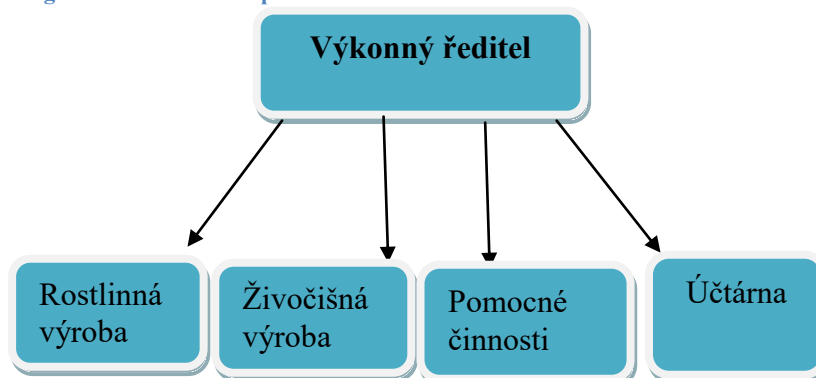 Výkonný ředitel
Rostlinná
výroba
Živočišná
výroba
Pomocné
činnosti
Účtárna